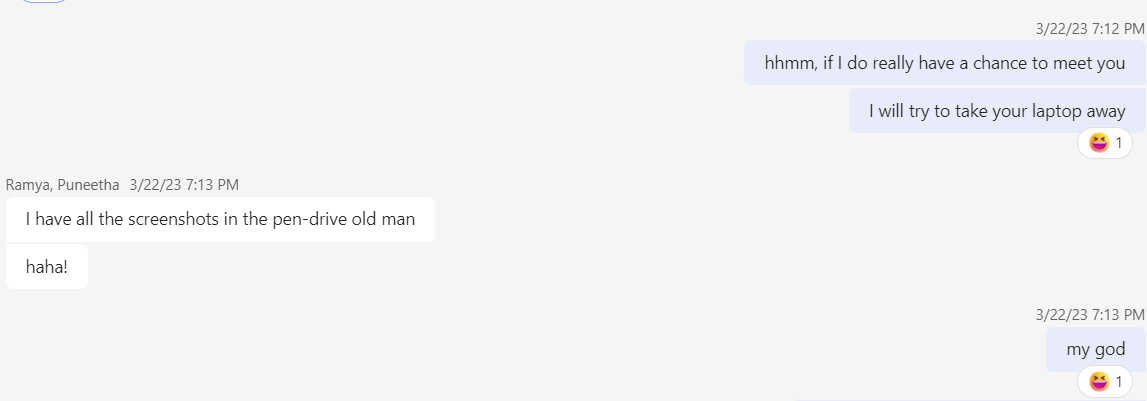 3/22/23 7:12 PM
hhmm, if I do really have a chance to meet you
I will try to take your laptop away
1
Ramya, Puneetha 3/22/23 7:13 PM
I have all the screenshots in the pen-drive old man
haha!
3/22/23 7:13 PM
my god
1